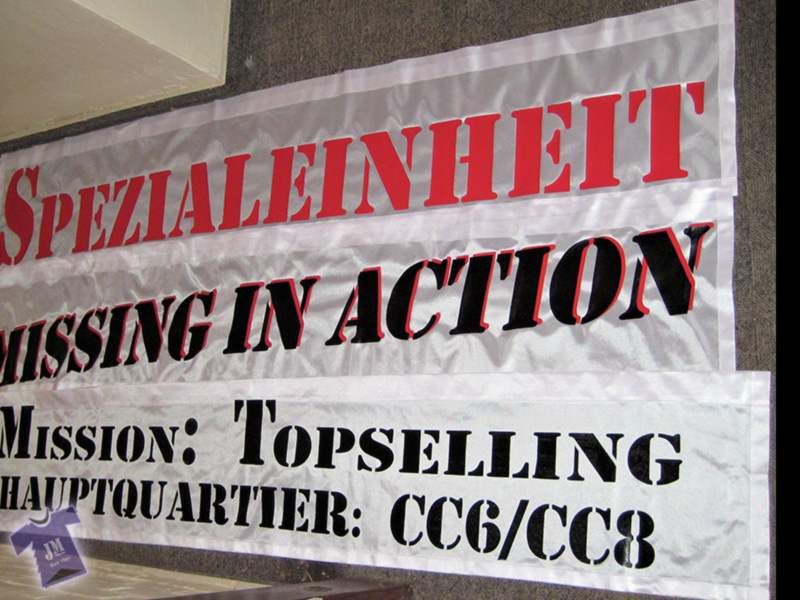 SPEZIALEINHEIT
MISSING IN ACTION
MISSION: TOPSELLING
HAUPTQUARTIER: CC6/CC8
JM